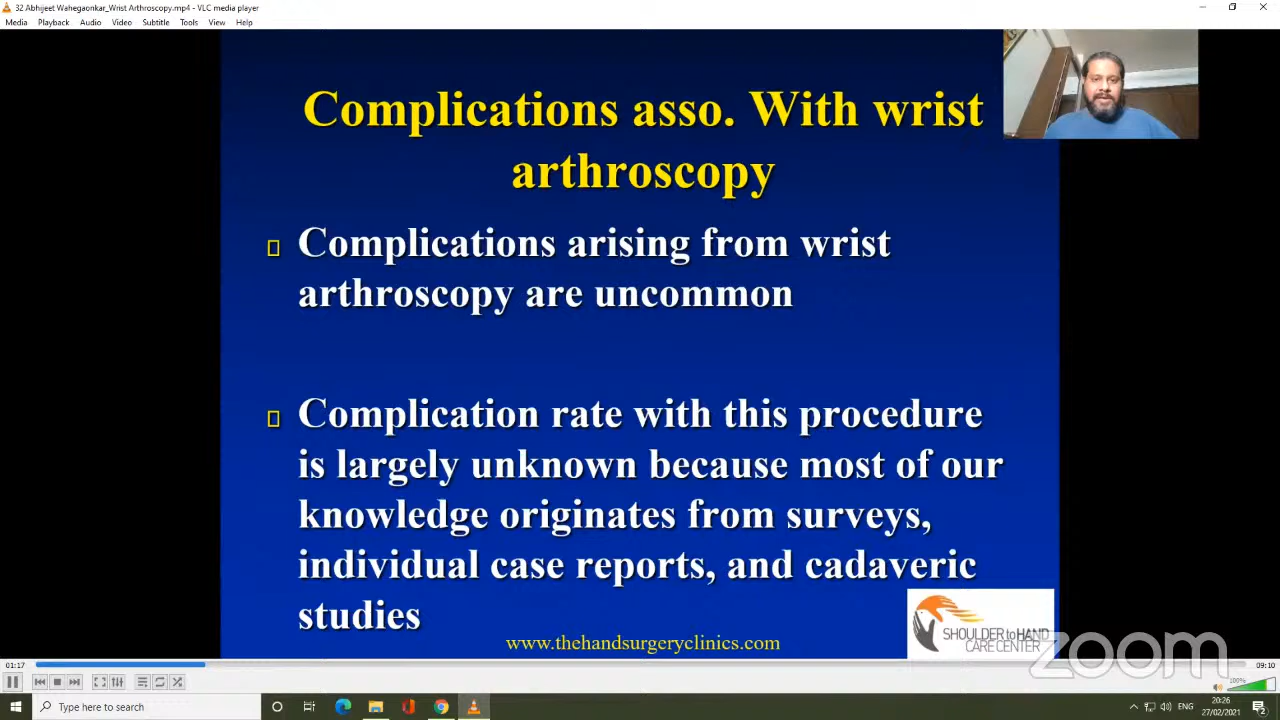 32 Abhijeet Wahegaonkar_Wrist Arthroscopy.mp4 - VLC media player
Media Playback Audio Video Subtitle Tools View Help
Complications asso. With wrist
arthroscopy
Complications arising from wrist
arthroscopy are uncommon
Complication rate with this procedure
is largely unknown because most of our
knowledge originates from surveys,
individual case reports, and cadaveric
studies
www.thehandsurgeryclinics.com
SHOULDER to HAND
CARE CENTER
zoom
01:17
09:10
100%
Type here to search
ENG
20:26
27/02/2021
2